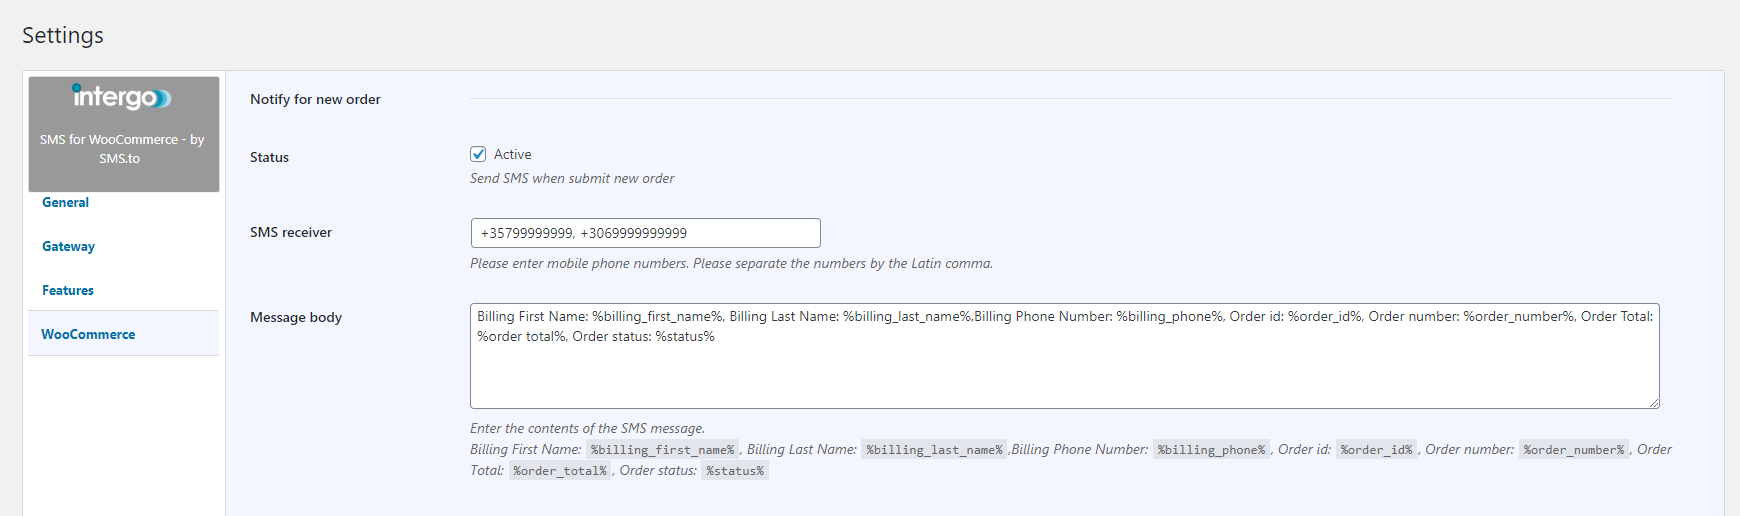 Settings
intergo
SMS for WooCommerce - by
SMS.to
General
Gateway
Features
WooCommerce
Notify for new order
Status
Active
Send SMS when submit new order
SMS receiver
+35799999999, +3069999999999
Please enter mobile phone numbers. Please separate the numbers by the Latin comma.
Message body
Billing First Name: %billing_first_name%, Billing Last Name: %billing_last_name%,Billing Phone Number: %billing_phone%, Order id: %order_id%, Order number: %order_number%, Order Total:
%order total%, Order status: %status%
Enter the contents of the SMS message.
Billing First Name: %billing_first_name% , Billing Last Name: %billing_last_name% ,Billing Phone Number: %billing_phone% , Order id: %order_id% , Order number: %order_number% , Order
Total: %order_total% , Order status: %status%